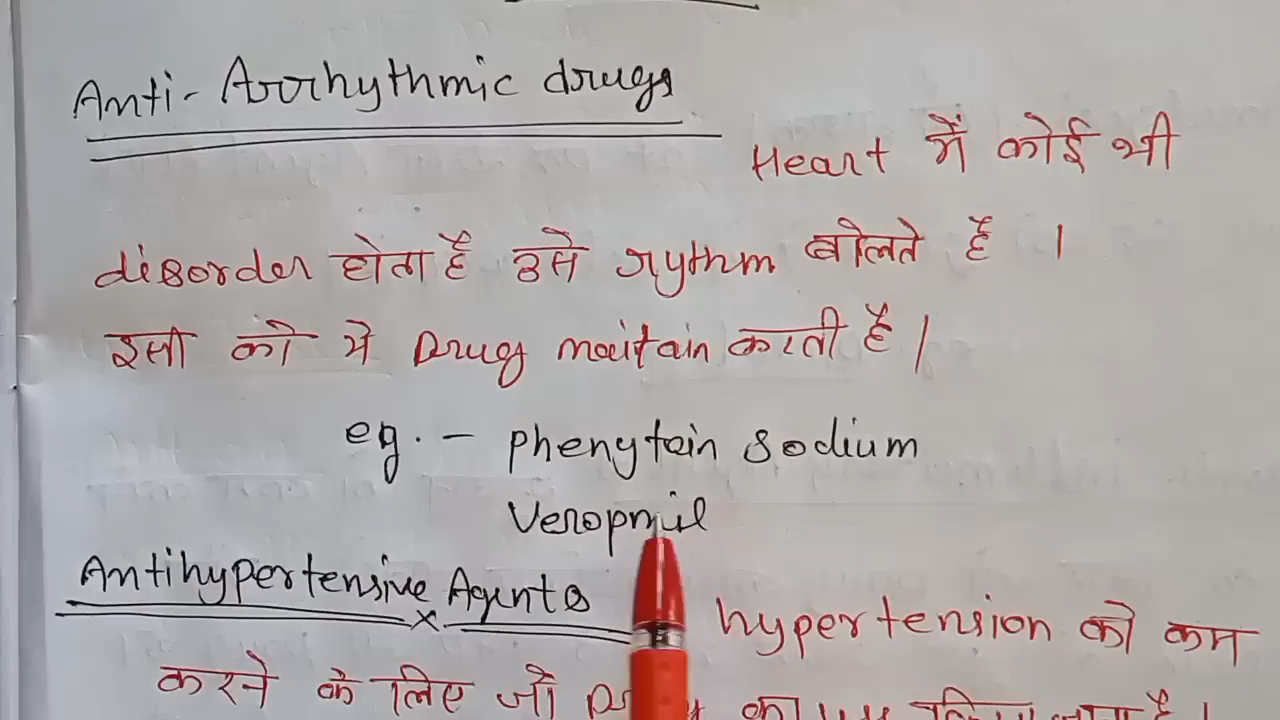 Anti-Arrhythmic drugs
Heart में कोई भी
disorder होता है उसे rythm बोलते है ।
इसी को ये Drug maitain करती है ।
eg. - phenytoin sodium
Veropmil
Antihypertensive Agents
hypertension को कम
करने के लिए जो